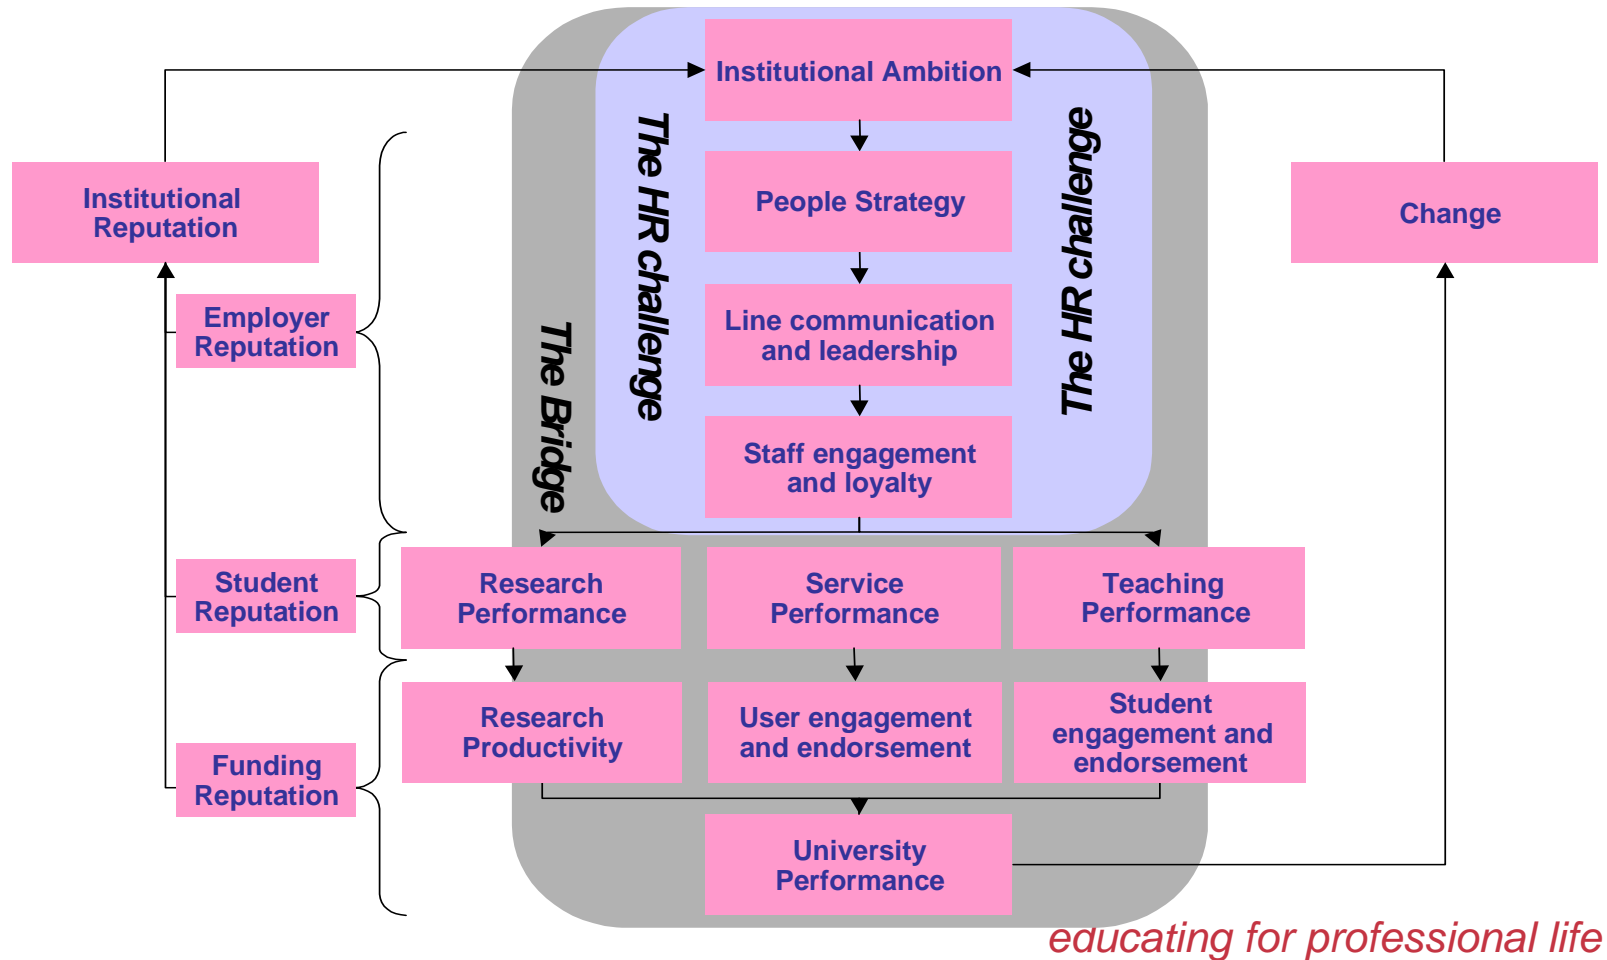 Institutional Ambition
The HR challenge
The HR challenge
People Strategy
Institutional
Reputation
Change
Employer
Reputation
Line communication
and leadership
The Bridge
Staff engagement
and loyalty
Student
Reputation
Research
Performance
Service
Performance
Teaching
Performance
Funding
Reputation
Research
Productivity
User engagement
and endorsement
Student
engagement and
endorsement
University
Performance
educating for professional life